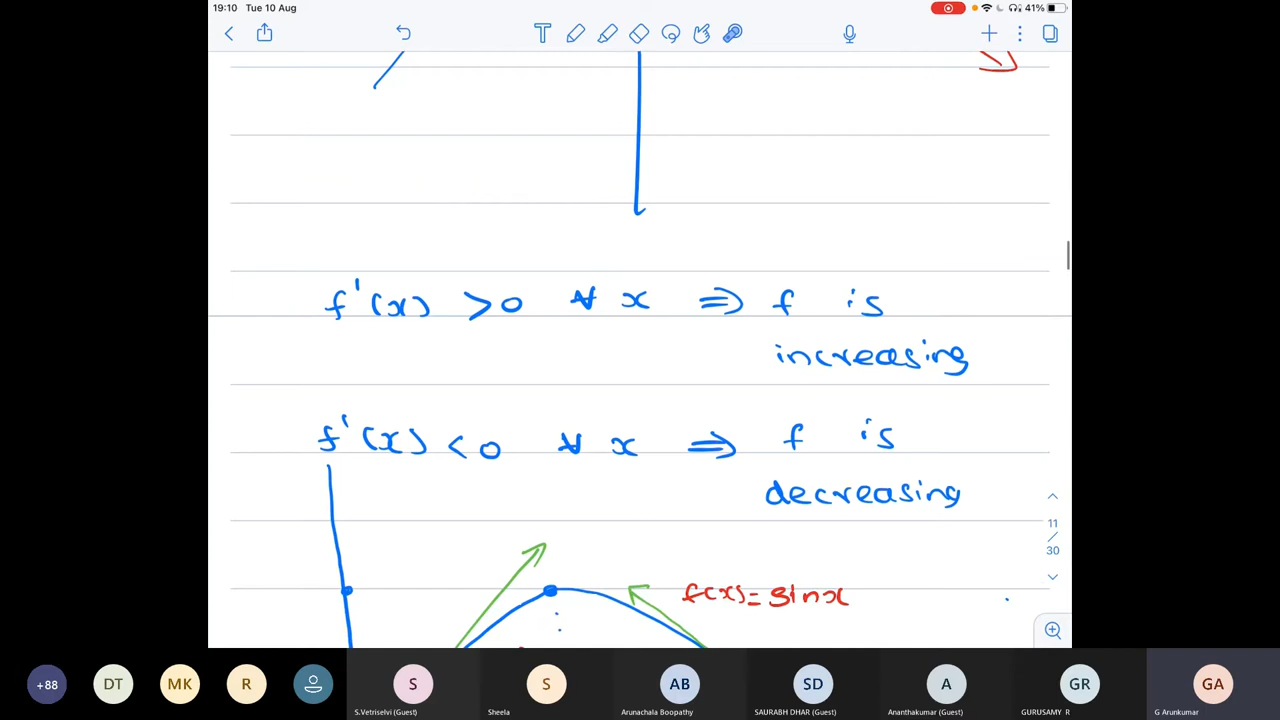 19:10 Tue 10 Aug
41%
T
f'(x) > 0 ∀ x ⇒ f is
increasing
f'(x) < 0 ∀ x ⇒ f is
decreasing
11
/
30
f(x) = sinx
+88 DT MK R S S AB SD A GR GA
S.Vetriselvi (Guest) Sheela Arunachala Boopathy SAURABH DHAR (Guest) Ananthakumar (Guest) GURUSAMY R G Arunkumar